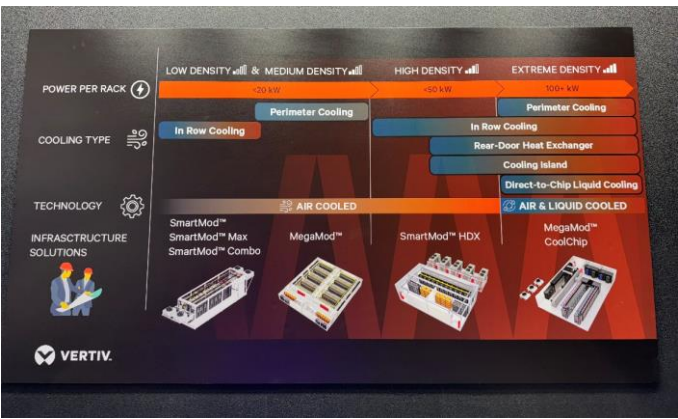 LOW DENSITY & MEDIUM DENSITY HIGH DENSITY EXTREME DENSITY
POWER PER RACK <20 kW <50 kW 100+ kW
Perimeter Cooling Perimeter Cooling
COOLING TYPE In Row Cooling In Row Cooling
Rear-Door Heat Exchanger
Cooling Island
Direct-to-Chip Liquid Cooling
TECHNOLOGY AIR COOLED AIR & LIQUID COOLED
INFRASCTRUCTURE
SOLUTIONS
SmartMod™
SmartMod™ Max
SmartMod™ Combo
MegaMod™
SmartMod™ HDX
MegaMod™
CoolChip
VERTIV.